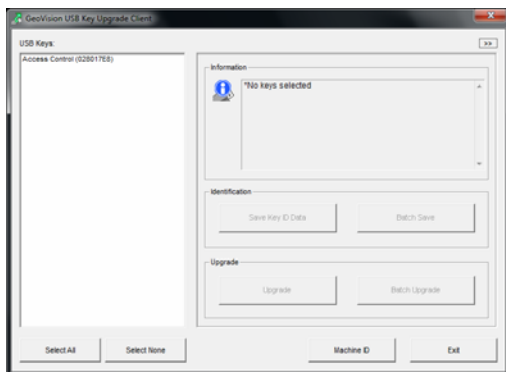 GeoVision USB Key Upgrade Client
USB Keys:
>>
Access Control (028017E8)
Information
*No keys selected
Identification
Save Key ID Data
Batch Save
Upgrade
Upgrade
Batch Upgrade
Select All
Select None
Machine ID
Exit